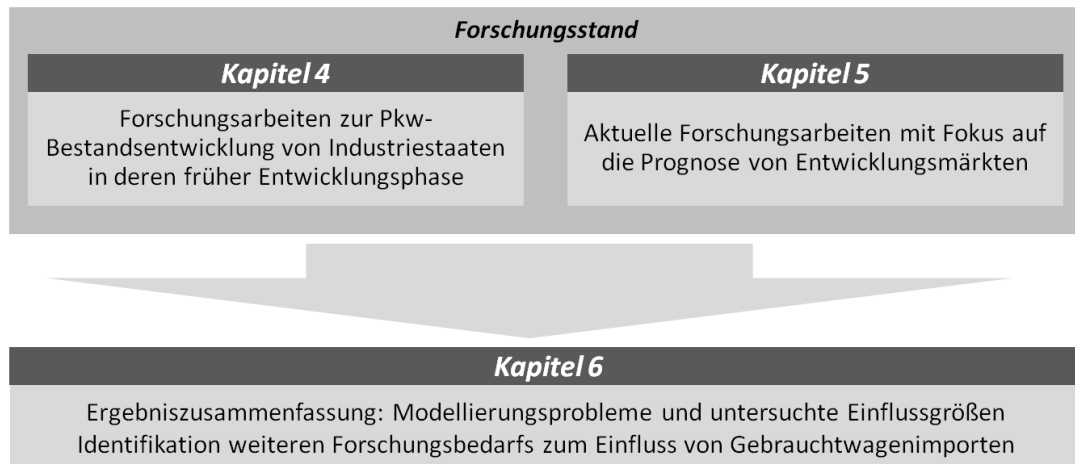 Forschungsstand
Kapitel 4
Forschungsarbeiten zur Pkw-
Bestandsentwicklung von Industriestaaten
in deren früher Entwicklungsphase
Kapitel 5
Aktuelle Forschungsarbeiten mit Fokus auf
die Prognose von Entwicklungsmärkten
Kapitel 6
Ergebniszusammenfassung: Modellierungsprobleme und untersuchte Einflussgrößen
Identifikation weiteren Forschungsbedarfs zum Einfluss von Gebrauchtwagenimporten